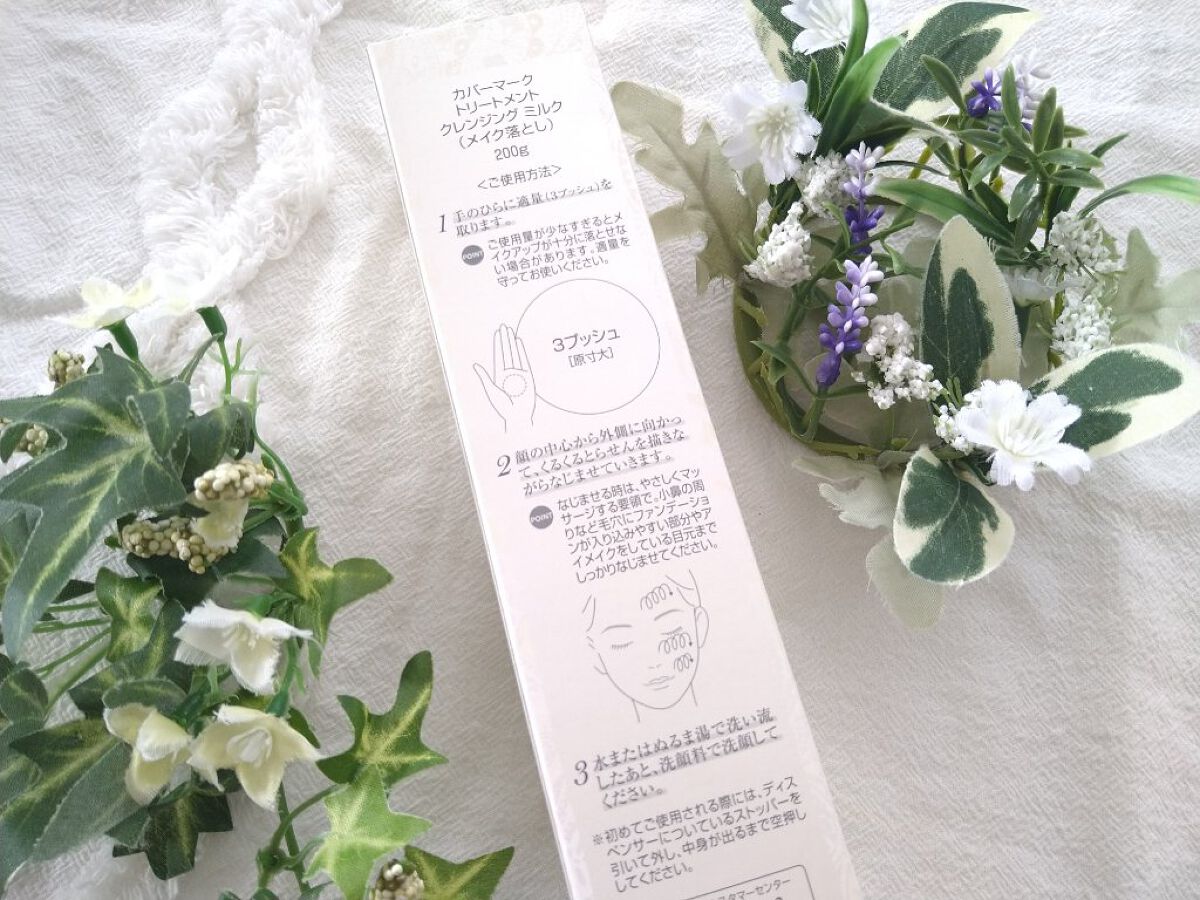 カバーマーク
トリートメント
クレンジング ミルク
（メイク落とし）
200g
＜ご使用方法＞
1 手のひらに適量（3プッシュ）を
取ります。
POINT ご使用量が少なすぎるとメ
イクアップが十分に落とせな
い場合があります。適量を
守ってお使いください。
3プッシュ
［原寸大］
2 顔の中心から外側に向かっ
て、くるくるとらせんを描きな
がらなじませていきます。
POINT なじませる時は、やさしくマッ
サージする要領で。小鼻の周
りなど毛穴にファンデーショ
ンが入り込みやすい部分やア
イメイクをしている目元まで
しっかりなじませてください。
3 水またはぬるま湯で洗い流
したあと、洗顔料で洗顔して
ください。
※初めてご使用される際には、ディス
ペンサーについているストッパーを
引いて外し、中身が出るまで空押し
してください。
スタマーセンター